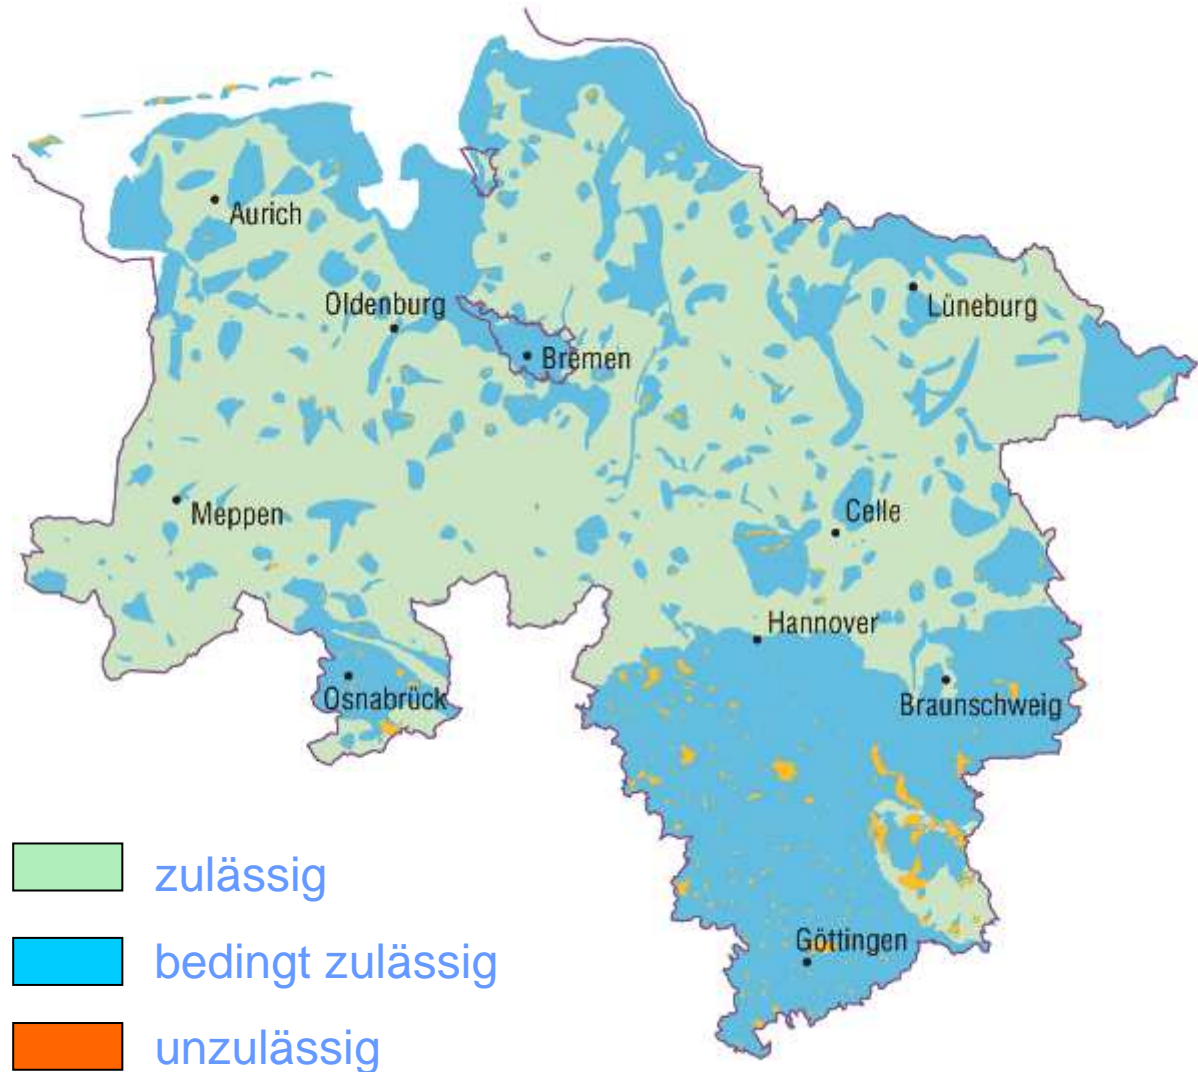 Aurich
Oldenburg
Lüneburg
Bremen
Meppen
Celle
Hannover
Osnabrück
Braunschweig
Göttingen
zulässig
bedingt zulässig
unzulässig